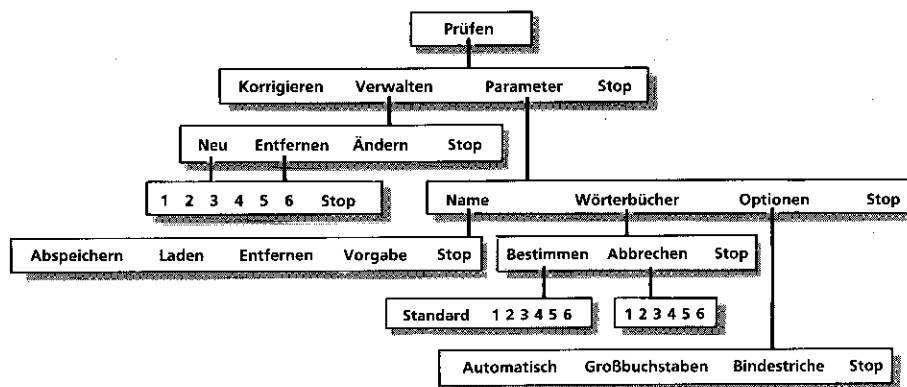 Prüfen
Korrigieren Verwalten Parameter Stop
Neu Entfernen Ändern Stop
1 2 3 4 5 6 Stop
Name Wörterbücher Optionen Stop
Abspeichern Laden Entfernen Vorgabe Stop
Bestimmen Abbrechen Stop
Standard 1 2 3 4 5 6
1 2 3 4 5 6
Automatisch Großbuchstaben Bindestriche Stop